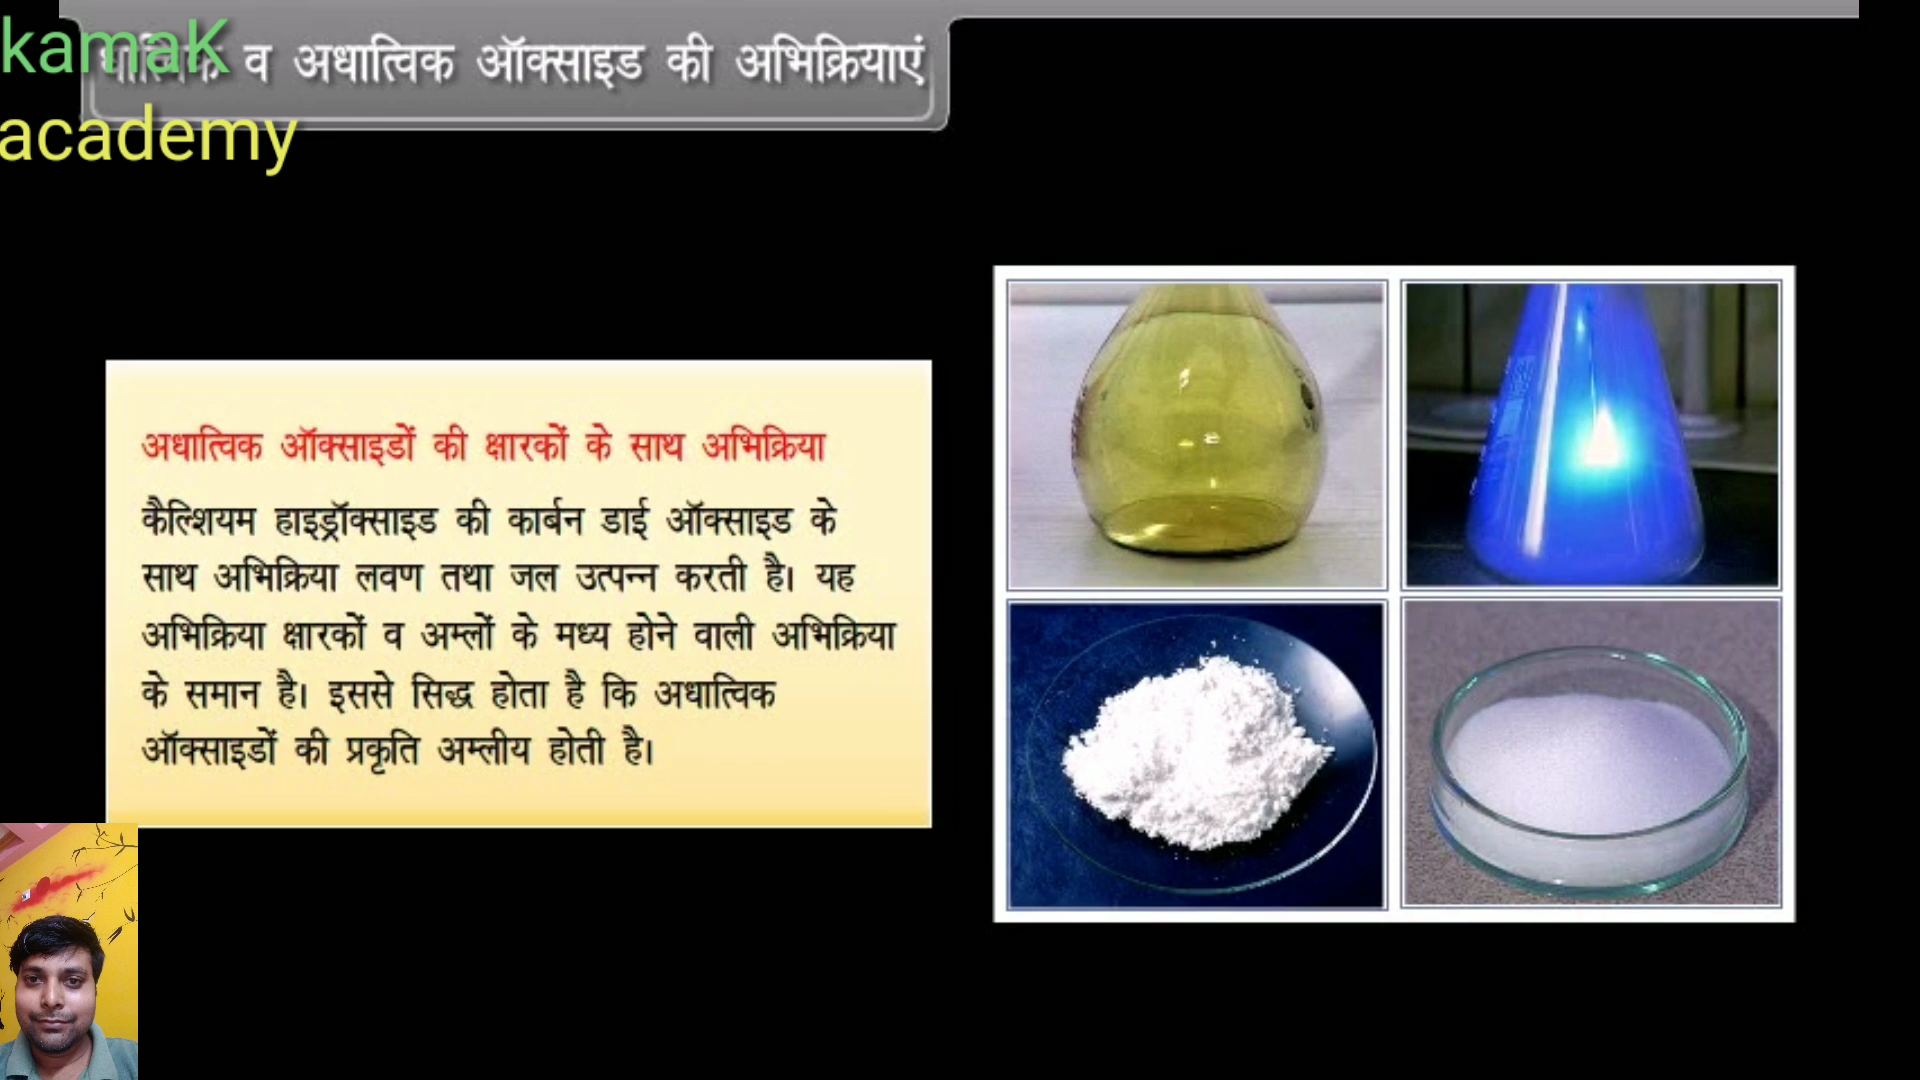 kamaK
व अधात्विक ऑक्साइड की अभिक्रियाएं
academy
अधात्विक ऑक्साइडों की क्षारकों के साथ अभिक्रिया
कैल्शियम हाइड्रॉक्साइड की कार्बन डाई ऑक्साइड के
साथ अभिक्रिया लवण तथा जल उत्पन्न करती है। यह
अभिक्रिया क्षारकों व अम्लों के मध्य होने वाली अभिक्रिया
के समान है। इससे सिद्ध होता है कि अधात्विक
ऑक्साइडों की प्रकृति अम्लीय होती है।